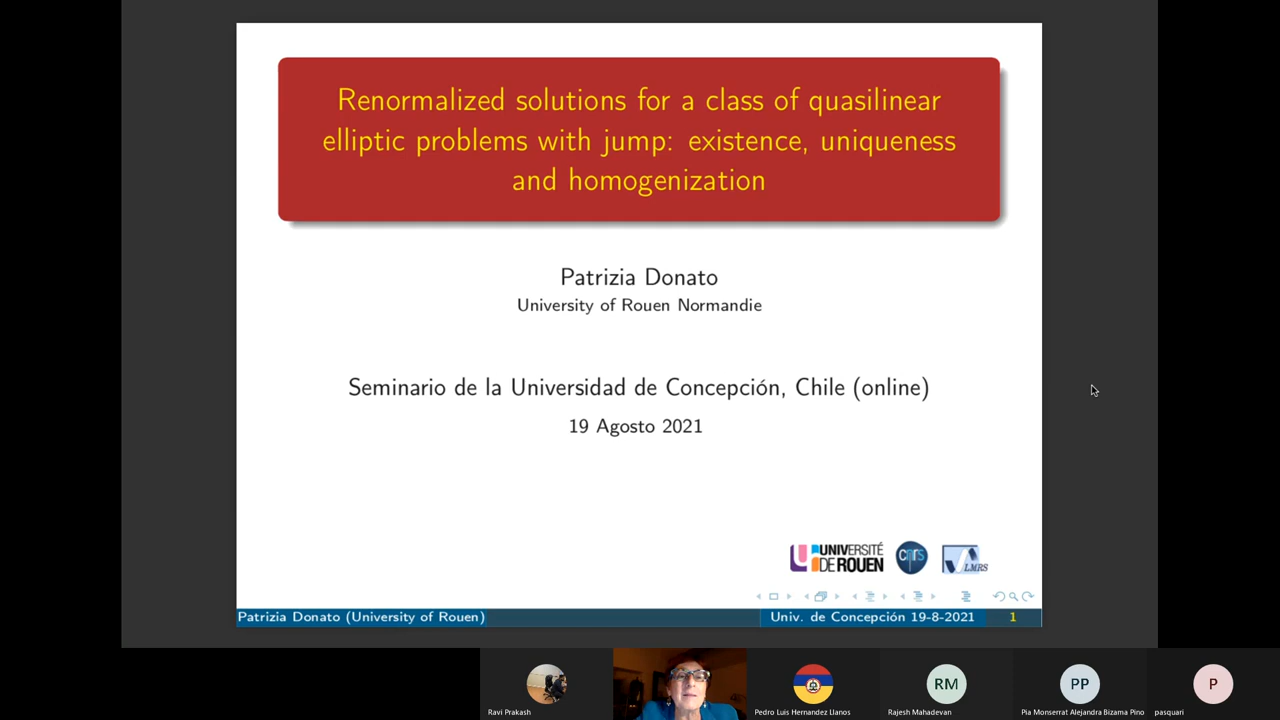 Renormalized solutions for a class of quasilinear
elliptic problems with jump: existence, uniqueness
and homogenization
Patrizia Donato
University of Rouen Normandie
Seminario de la Universidad de Concepción, Chile (online)
19 Agosto 2021
UNIVERSITÉ
DE ROUEN
cnrs
LMRS
Patrizia Donato (University of Rouen)
Univ. de Concepción 19-8-2021
1
RM
PP
P
Ravi Prakash
Pedro Luis Hernandez Llanos
Rajesh Mahadevan
Pia Monserrat Alejandra Bizama Pino
pasquari